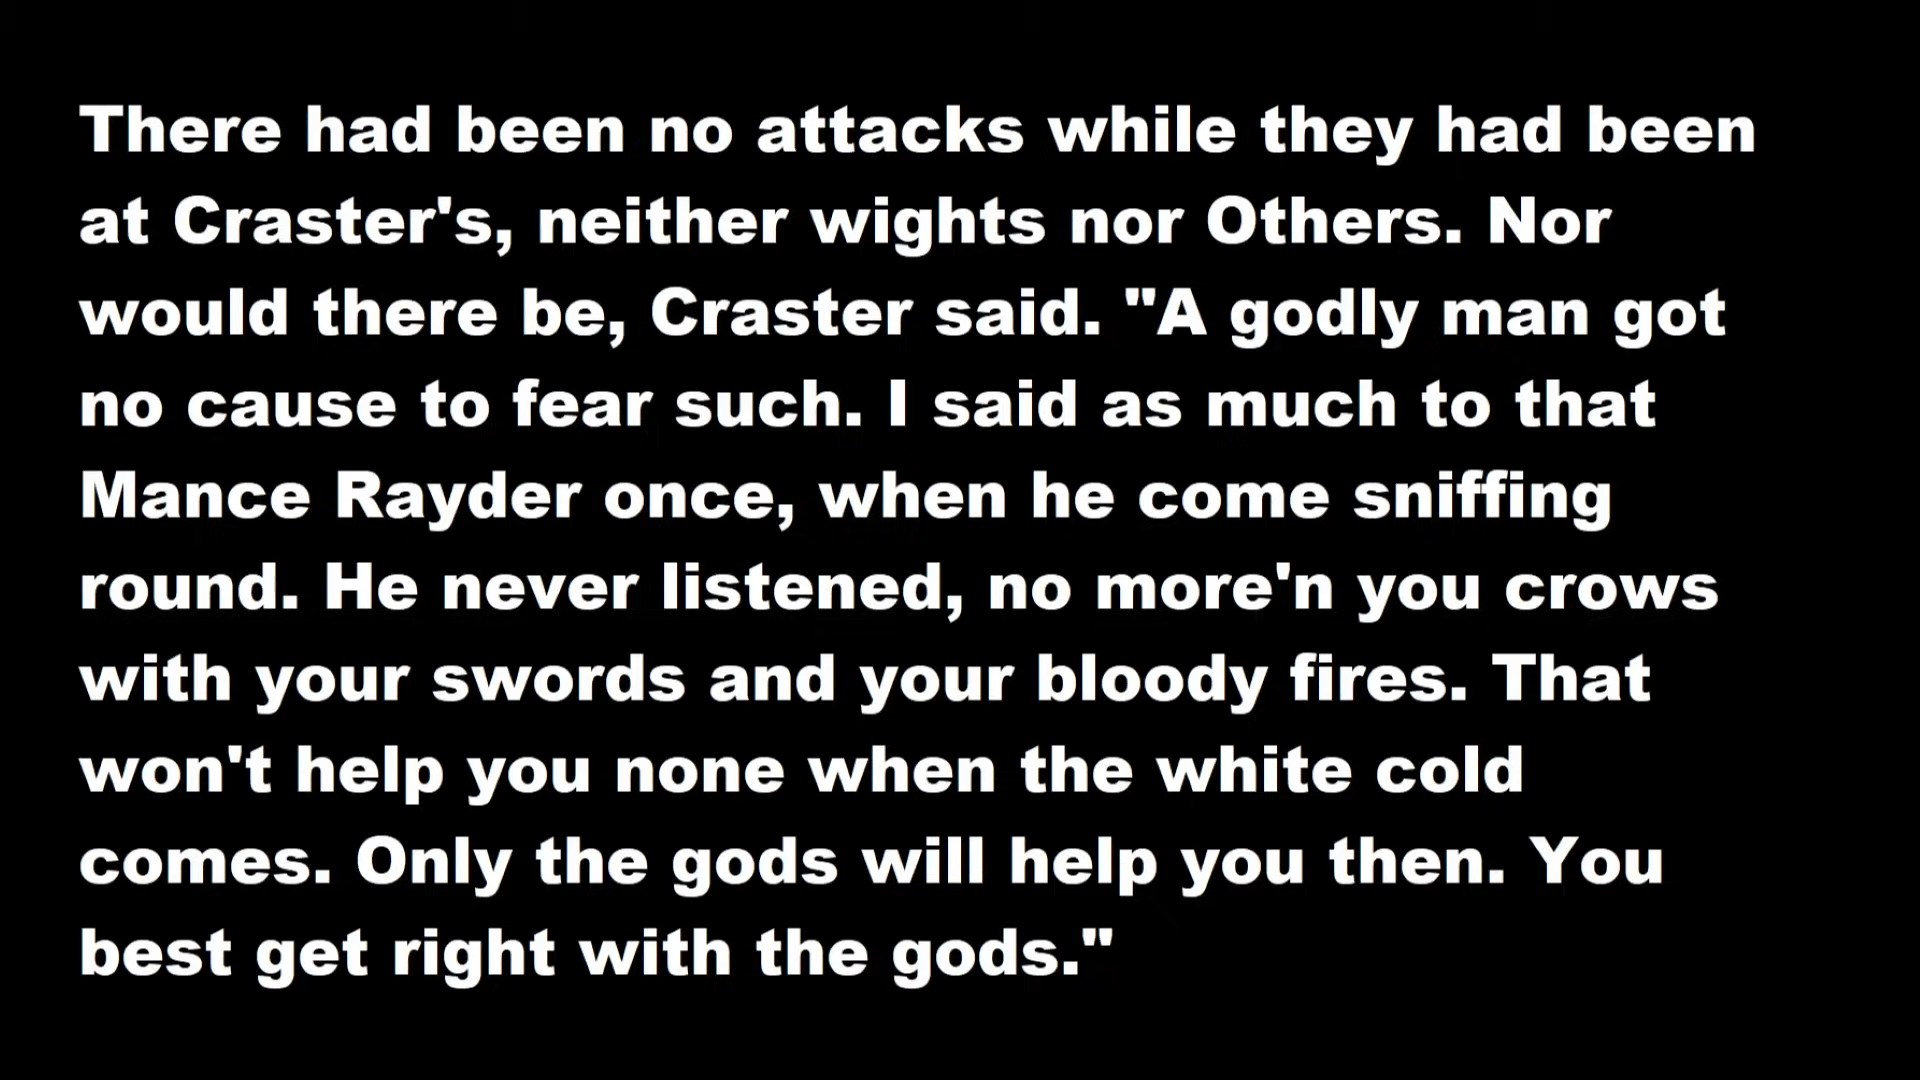 There had been no attacks while they had been
at Craster's, neither wights nor Others. Nor
would there be, Craster said. "A godly man got
no cause to fear such. I said as much to that
Mance Rayder once, when he come sniffing
round. He never listened, no more'n you crows
with your swords and your bloody fires. That
won't help you none when the white cold
comes. Only the gods will help you then. You
best get right with the gods."